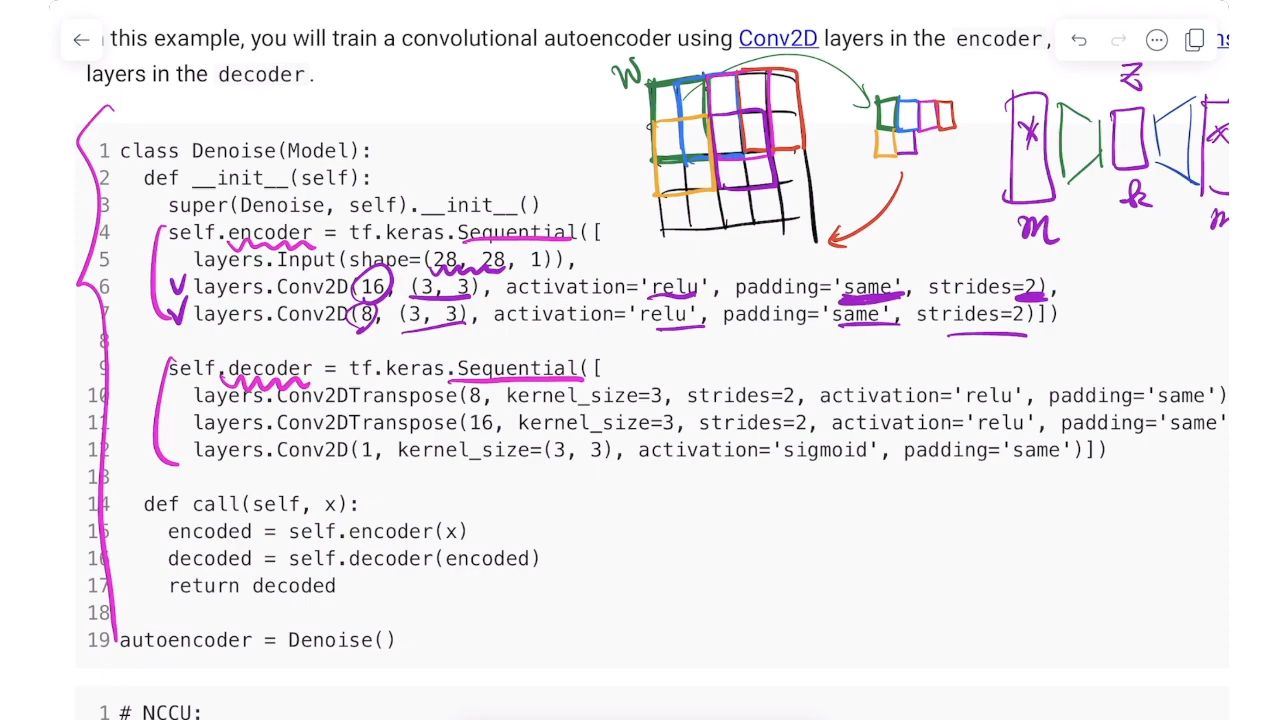 this example, you will train a convolutional autoencoder using Conv2D layers in the encoder,
layers in the decoder.
W
Z
x
x
m
k
1 class Denoise(Model):
2 def __init__(self):
3 super(Denoise, self).__init__()
4 self.encoder = tf.keras.Sequential([
5 layers.Input(shape=(28, 28, 1)),
6 layers.Conv2D(16, (3, 3), activation='relu', padding='same', strides=2),
7 layers.Conv2D(8, (3, 3), activation='relu', padding='same', strides=2)])
8
9 self.decoder = tf.keras.Sequential([
10 layers.Conv2DTranspose(8, kernel_size=3, strides=2, activation='relu', padding='same')
11 layers.Conv2DTranspose(16, kernel_size=3, strides=2, activation='relu', padding='same'
12 layers.Conv2D(1, kernel_size=(3, 3), activation='sigmoid', padding='same')])
13
14 def call(self, x):
15 encoded = self.encoder(x)
16 decoded = self.decoder(encoded)
17 return decoded
18
19 autoencoder = Denoise()
1 # NCCU: